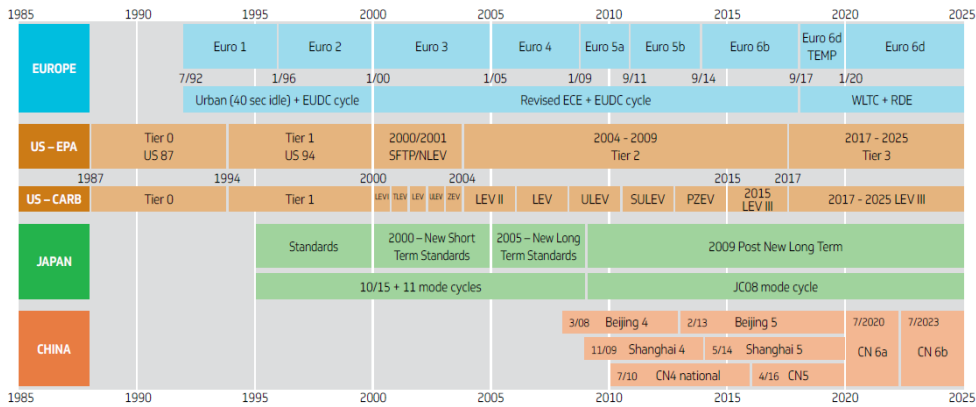 1985 1990 1995 2000 2005 2010 2015 2020 2025
EUROPE
Euro 1 Euro 2 Euro 3 Euro 4 Euro 5a Euro 5b Euro 6b Euro 6d Euro 6d
TEMP
7/92 1/96 1/00 1/05 1/09 9/11 9/14 9/17 1/20
Urban (40 sec idle) + EUDC cycle Revised ECE + EUDC cycle WLTC + RDE
US – EPA
Tier 0 Tier 1 2000/2001 2004 - 2009 2017 - 2025
US 87 US 94 SFTP/NLEV Tier 2 Tier 3
1987 1994 2000 2004 2015 2017
US – CARB
Tier 0 Tier 1 LEV I TLEV LEV ULEV ZEV LEV II LEV ULEV SULEV PZEV 2015 2017 - 2025 LEV III
LEV III
JAPAN
Standards 2000 – New Short 2005 – New Long 2009 Post New Long Term
Term Standards Term Standards
10/15 + 11 mode cycles JC08 mode cycle
CHINA
3/08 Beijing 4 2/13 Beijing 5 7/2020 7/2023
11/09 Shanghai 4 5/14 Shanghai 5 CN 6a CN 6b
7/10 CN4 national 4/16 CN5
1985 1990 1995 2000 2005 2010 2015 2020 2025